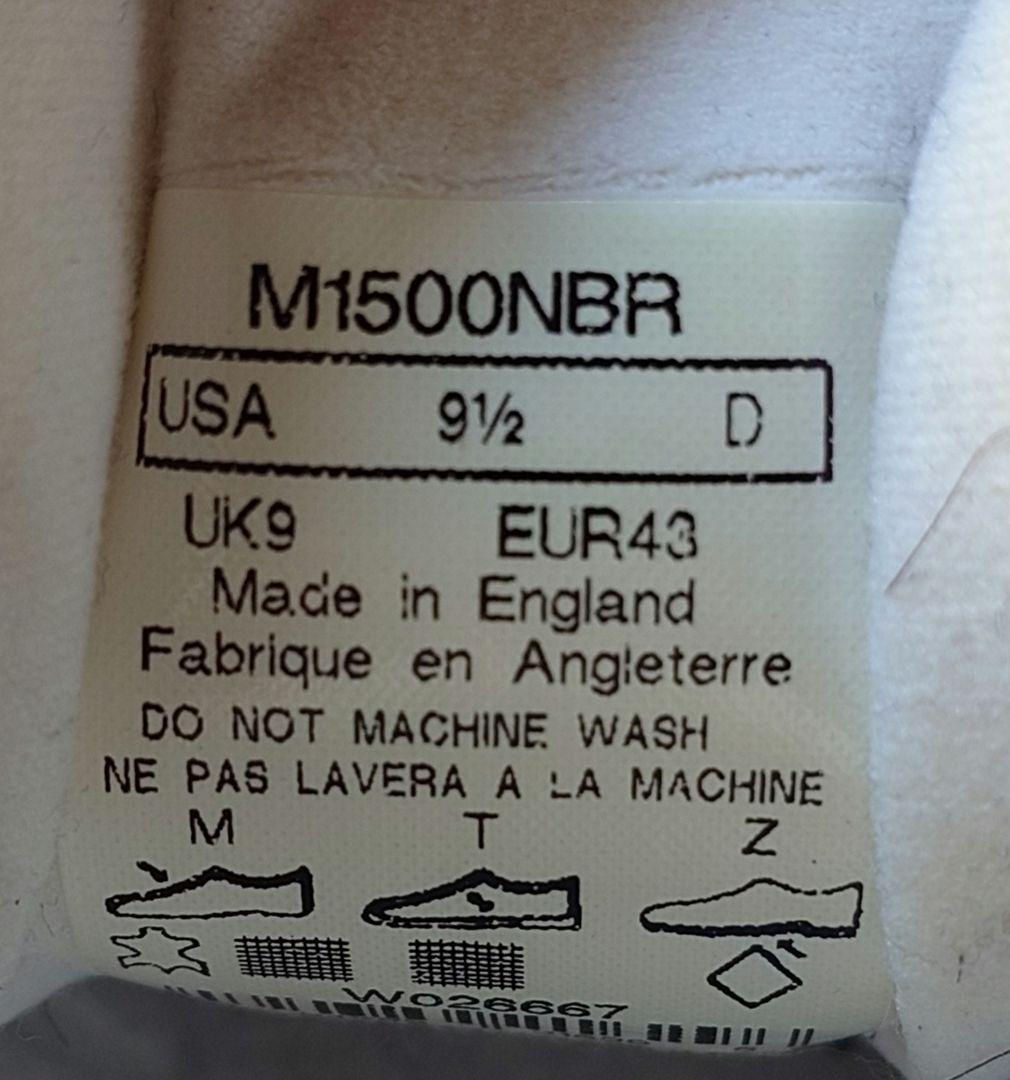 M1500NBR
USA 9½ D
UK9 EUR43
Made in England
Fabrique en Angleterre
DO NOT MACHINE WASH
NE PAS LAVERA A LA MACHINE
M T Z
W026667